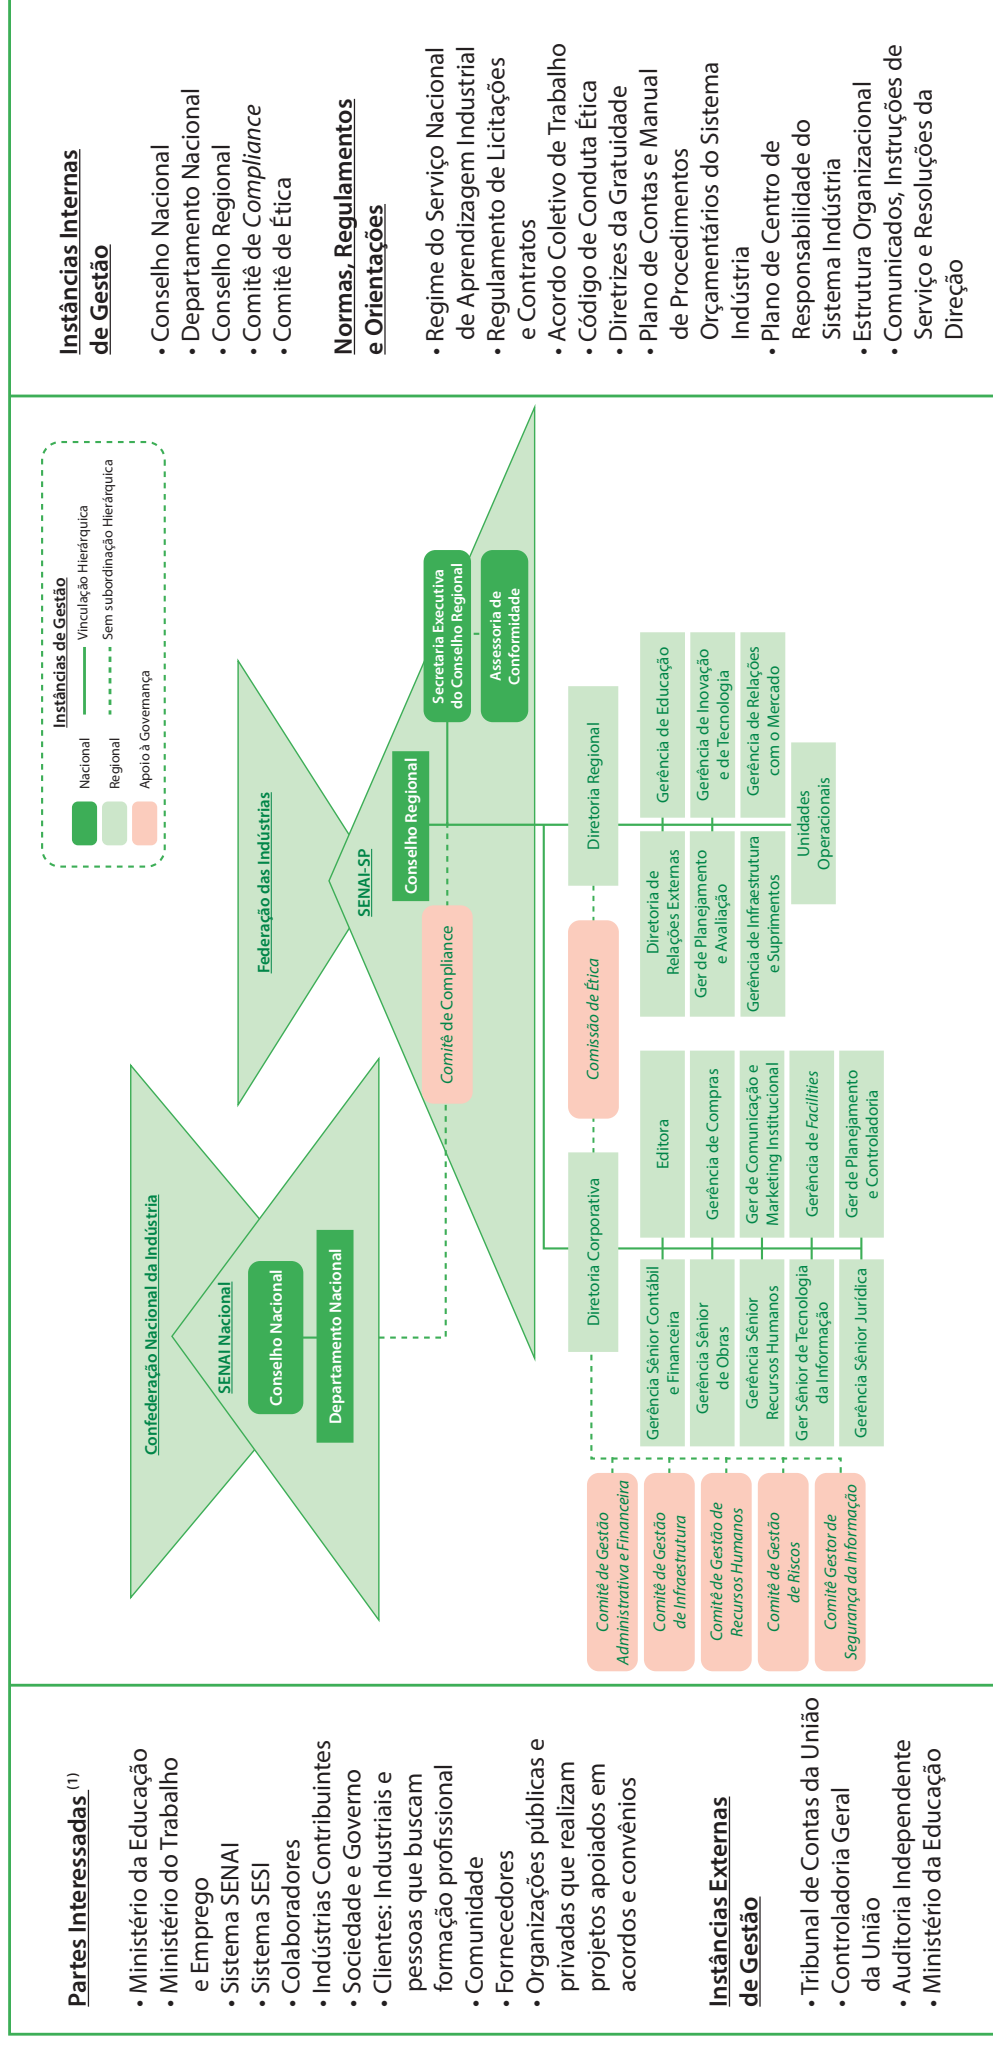 Partes Interessadas (1)
• Ministério da Educação
• Ministério do Trabalho
e Emprego
• Sistema SENAI
• Sistema SESI
• Colaboradores
• Indústrias Contribuintes
• Sociedade e Governo
• Clientes: Industriais e
pessoas que buscam
formação profissional
• Comunidade
• Fornecedores
• Organizações públicas e
privadas que realizam
projetos apoiados em
acordos e convênios
Instâncias Externas
de Gestão
• Tribunal de Contas da União
• Controladoria Geral
da União
• Auditoria Independente
• Ministério da Educação
Confederação Nacional da Indústria
SENAI Nacional
Conselho Nacional
Departamento Nacional
Federação das Indústrias
SENAI-SP
Conselho Regional
Comitê de Compliance
Secretaria Executiva
do Conselho Regional
Assessoria de
Conformidade
Instâncias de Gestão
Nacional
Regional
Apoio à Governança
Vinculação Hierárquica
Sem subordinação Hierárquica
Diretoria Corporativa
Comissão de Ética
Diretoria Regional
Comitê de Gestão
Administrativa e Financeira
Comitê de Gestão
de Infraestrutura
Comitê de Gestão de
Recursos Humanos
Comitê de Gestão
de Riscos
Comitê Gestor de
Segurança da Informação
Gerência Sênior Contábil
e Financeira
Gerência Sênior
de Obras
Gerência Sênior
Recursos Humanos
Ger Sênior de Tecnologia
da Informação
Gerência Sênior Jurídica
Editora
Gerência de Compras
Ger de Comunicação e
Marketing Institucional
Gerência de Facilities
Ger de Planejamento
e Controladoria
Diretoria de
Relações Externas
Ger de Planejamento
e Avaliação
Gerência de Infraestrutura
e Suprimentos
Gerência de Educação
Gerência de Inovação
e de Tecnologia
Gerência de Relações
com o Mercado
Unidades
Operacionais
Instâncias Internas
de Gestão
• Conselho Nacional
• Departamento Nacional
• Conselho Regional
• Comitê de Compliance
• Comitê de Ética
Normas, Regulamentos
e Orientações
• Regime do Serviço Nacional
de Aprendizagem Industrial
• Regulamento de Licitações
e Contratos
• Acordo Coletivo de Trabalho
• Código de Conduta Ética
• Diretrizes da Gratuidade
• Plano de Contas e Manual
de Procedimentos
Orçamentários do Sistema
Indústria
• Plano de Centro de
Responsabilidade do
Sistema Indústria
• Estrutura Organizacional
• Comunicados, Instruções de
Serviço e Resoluções da
Direção